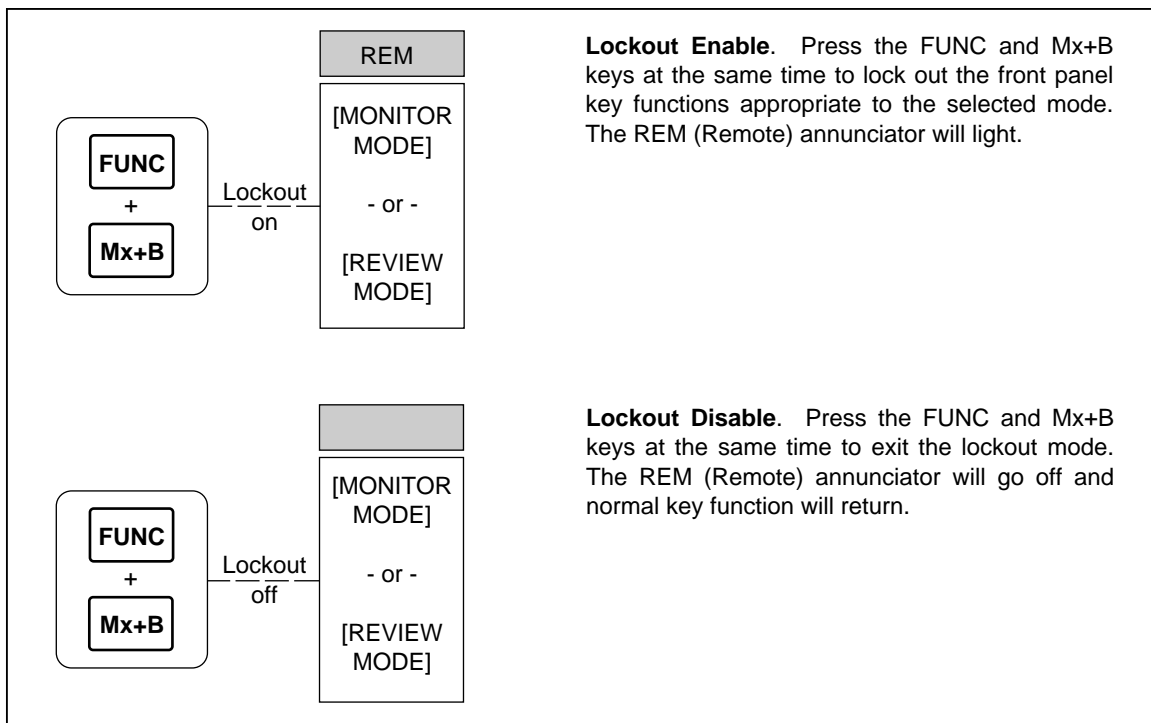 REM
[MONITOR
MODE]
- or -
[REVIEW
MODE]
FUNC
+
Mx+B
Lockout
on
Lockout Enable. Press the FUNC and Mx+B
keys at the same time to lock out the front panel
key functions appropriate to the selected mode.
The REM (Remote) annunciator will light.
[MONITOR
MODE]
- or -
[REVIEW
MODE]
FUNC
+
Mx+B
Lockout
off
Lockout Disable. Press the FUNC and Mx+B
keys at the same time to exit the lockout mode.
The REM (Remote) annunciator will go off and
normal key function will return.